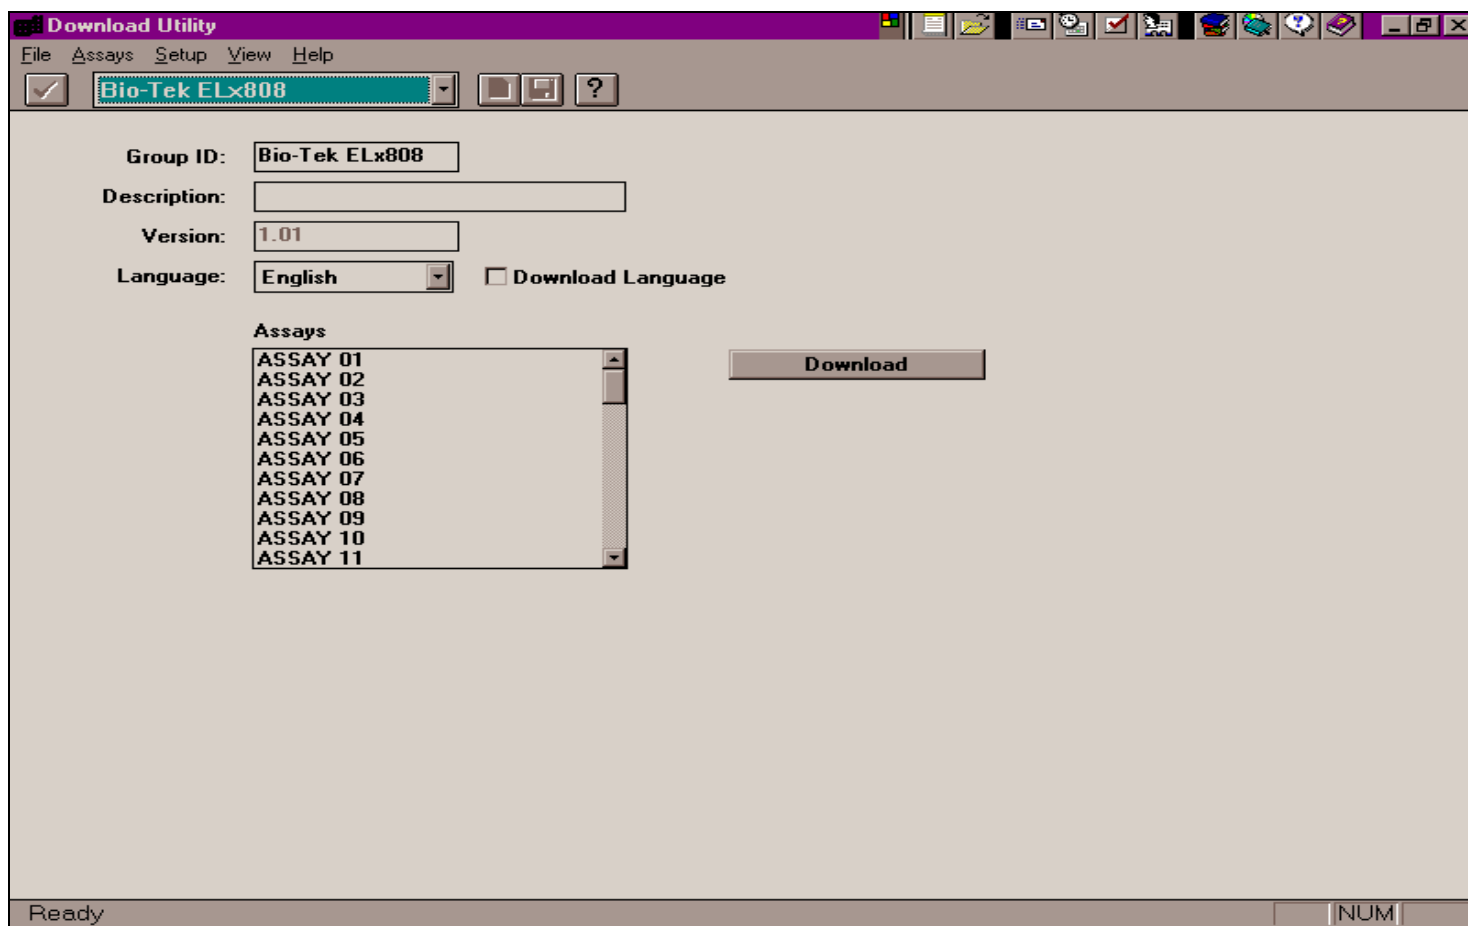 Download Utility
File Assays Setup View Help
Bio-Tek ELx808 ?
Group ID: Bio-Tek ELx808
Description:
Version: 1.01
Language: English Download Language
Assays
ASSAY 01 Download
ASSAY 02
ASSAY 03
ASSAY 04
ASSAY 05
ASSAY 06
ASSAY 07
ASSAY 08
ASSAY 09
ASSAY 10
ASSAY 11
Ready NUM